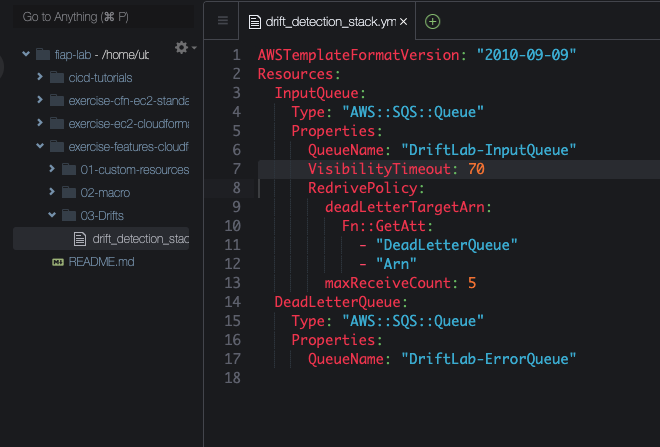 Go to Anything (⌘ P)
fiap-lab - /home/ub
cicd-tutorials
exercise-cfn-ec2-standa
exercise-ec2-cloudforma
exercise-features-cloudf
01-custom-resources
02-macro
03-Drifts
drift_detection_stac
README.md
drift_detection_stack.ym ×
1 AWSTemplateFormatVersion: "2010-09-09"
2 Resources:
3 InputQueue:
4 Type: "AWS::SQS::Queue"
5 Properties:
6 QueueName: "DriftLab-InputQueue"
7 VisibilityTimeout: 70
8 RedrivePolicy:
9 deadLetterTargetArn:
10 Fn::GetAtt:
11 - "DeadLetterQueue"
12 - "Arn"
13 maxReceiveCount: 5
14 DeadLetterQueue:
15 Type: "AWS::SQS::Queue"
16 Properties:
17 QueueName: "DriftLab-ErrorQueue"
18